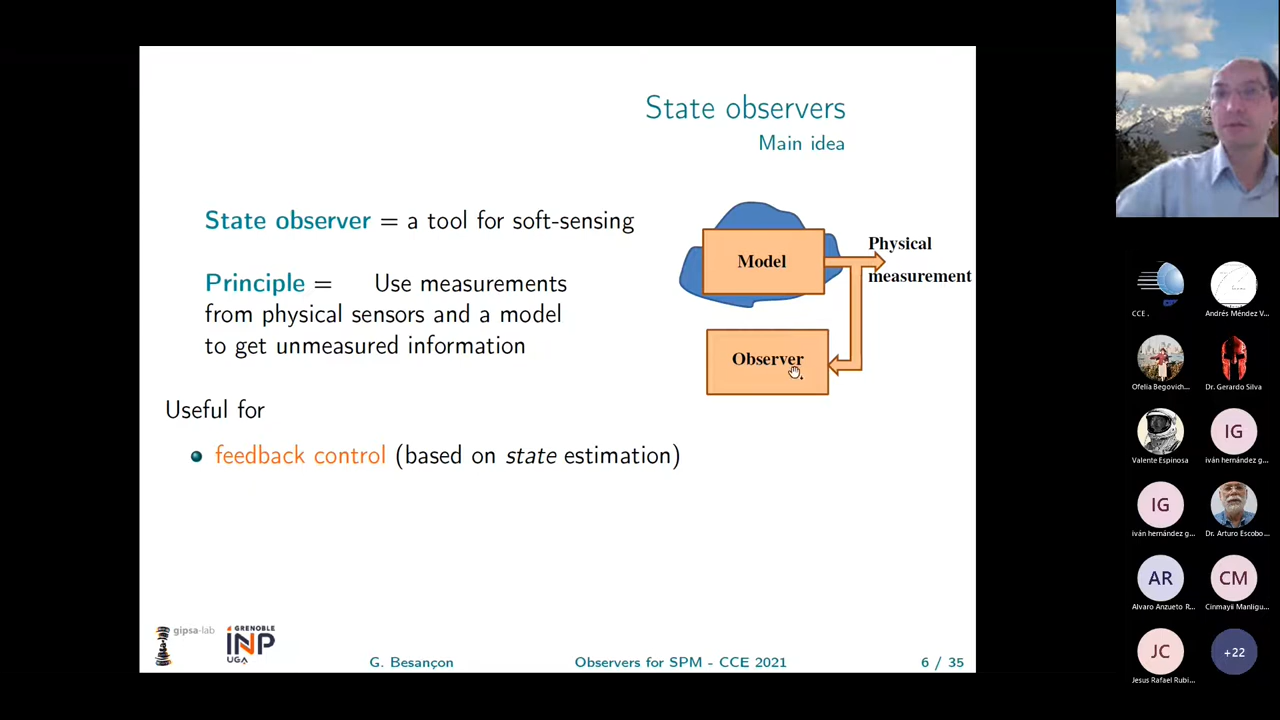 State observers
Main idea
State observer = a tool for soft-sensing
Principle = Use measurements
from physical sensors and a model
to get unmeasured information
Useful for
feedback control (based on state estimation)
Model
Physical
measurement
Observer
gipsa-lab
GRENOBLE
INP
UGA
G. Besançon
Observers for SPM - CCE 2021
6 / 35
CCE .
Andrés Méndez V...
Ofelia Begovich...
Dr. Gerardo Silva
Valente Espinosa
IG
iván hernández g...
IG
iván hernández g...
Dr. Arturo Escobo...
AR
Alvaro Anzueto R...
CM
Cinmayii Manligu...
JC
Jesus Rafael Rubi...
+22